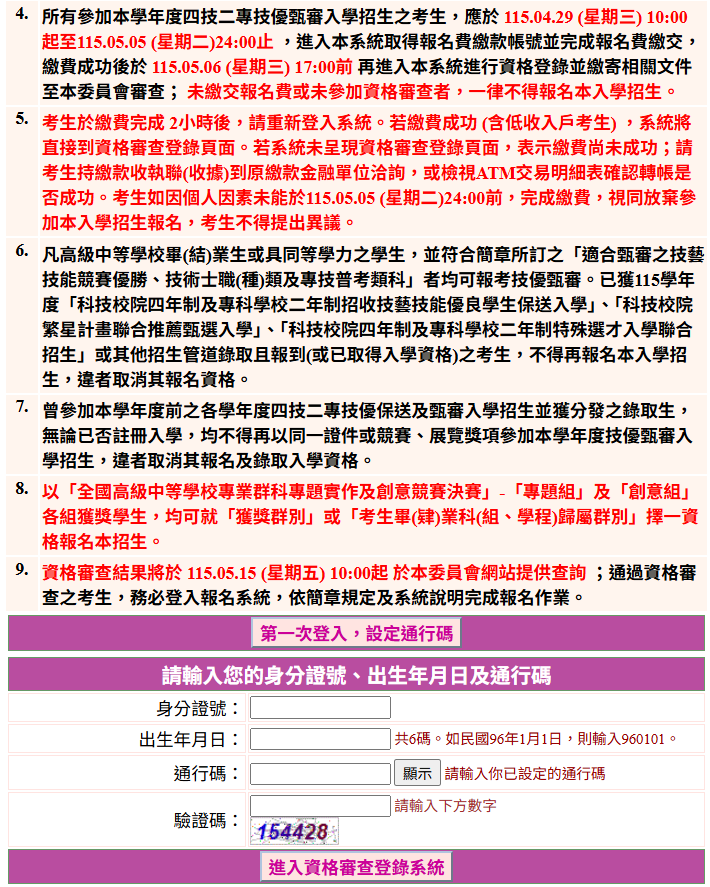 4. 所有參加本學年度四技二專技優甄審入學招生之考生，應於 115.04.29 (星期三) 10:00
起至115.05.05 (星期二)24:00止 ，進入本系統取得報名費繳款帳號並完成報名費繳交，
繳費成功後於 115.05.06 (星期三) 17:00前 再進入本系統進行資格登錄並繳寄相關文件
至本委員會審查； 未繳交報名費或未參加資格審查者，一律不得報名本入學招生。
5. 考生於繳費完成 2小時後，請重新登入系統。若繳費成功 (含低收入戶考生) ，系統將
直接到資格審查登錄頁面。若系統未呈現資格審查登錄頁面，表示繳費尚未成功；請
考生持繳款收執聯(收據)到原繳款金融單位洽詢，或檢視ATM交易明細表確認轉帳是
否成功。考生如因個人因素未能於115.05.05 (星期二)24:00前，完成繳費，視同放棄參
加本入學招生報名，考生不得提出異議。
6. 凡高級中等學校畢(結)業生或具同等學力之學生，並符合簡章所訂之「適合甄審之技藝
技能競賽優勝、技術士職(種)類及專技普考類科」者均可報考技優甄審。已獲115學年
度「科技校院四年制及專科學校二年制招收技藝技能優良學生保送入學」、「科技校院
繁星計畫聯合推薦甄選入學」、「科技校院四年制及專科學校二年制特殊選才入學聯合
招生」或其他招生管道錄取且報到(或已取得入學資格)之考生，不得再報名本入學招
生，違者取消其報名資格。
7. 曾參加本學年度前之各學年度四技二專技優保送及甄審入學招生並獲分發之錄取生，
無論已否註冊入學，均不得再以同一證件或競賽、展覽獎項參加本學年度技優甄審入
學招生，違者取消其報名及錄取入學資格。
8. 以「全國高級中等學校專業群科專題實作及創意競賽決賽」-「專題組」及「創意組」
各組獲獎學生，均可就「獲獎群別」或「考生畢(肄)業科(組、學程)歸屬群別」擇一資
格報名本招生。
9. 資格審查結果將於 115.05.15 (星期五) 10:00起 於本委員會網站提供查詢 ；通過資格審
查之考生，務必登入報名系統，依簡章規定及系統說明完成報名作業。
第一次登入，設定通行碼
請輸入您的身分證號、出生年月日及通行碼
身分證號：
出生年月日： 共6碼。如民國96年1月1日，則輸入960101。
通行碼： 顯示 請輸入你已設定的通行碼
驗證碼： 請輸入下方數字
154428
進入資格審查登錄系統